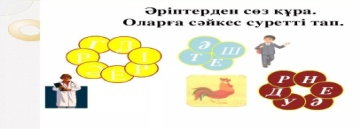 Әріптерден сөз құра.
Оларға сәйкес суретті тап.
Ә Ш
Т Е
Р Н Е
Д У Ә